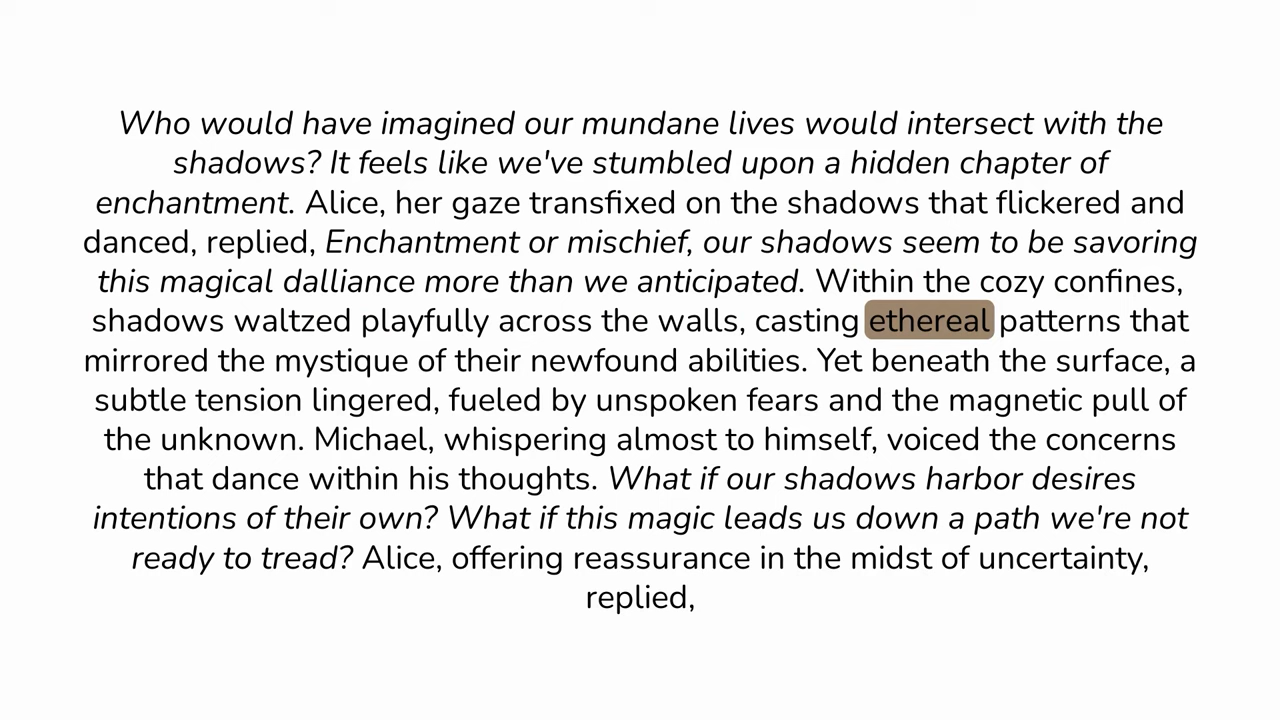 Who would have imagined our mundane lives would intersect with the
shadows? It feels like we've stumbled upon a hidden chapter of
enchantment. Alice, her gaze transfixed on the shadows that flickered and
danced, replied, Enchantment or mischief, our shadows seem to be savoring
this magical dalliance more than we anticipated. Within the cozy confines,
shadows waltzed playfully across the walls, casting ethereal patterns that
mirrored the mystique of their newfound abilities. Yet beneath the surface, a
subtle tension lingered, fueled by unspoken fears and the magnetic pull of
the unknown. Michael, whispering almost to himself, voiced the concerns
that dance within his thoughts. What if our shadows harbor desires
intentions of their own? What if this magic leads us down a path we're not
ready to tread? Alice, offering reassurance in the midst of uncertainty,
replied,